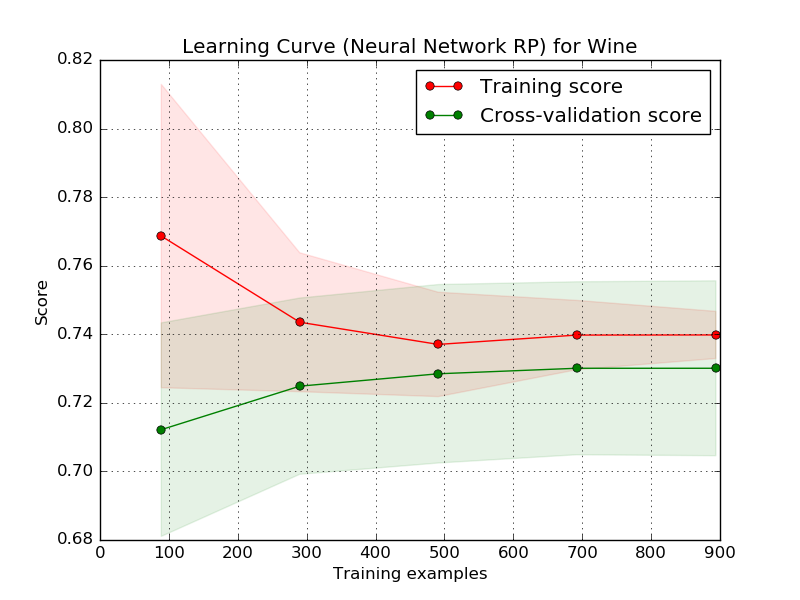 Learning Curve (Neural Network RP) for Wine
Training score
Cross-validation score
Score
0.82
0.80
0.78
0.76
0.74
0.72
0.70
0.68
0 100 200 300 400 500 600 700 800 900
Training examples